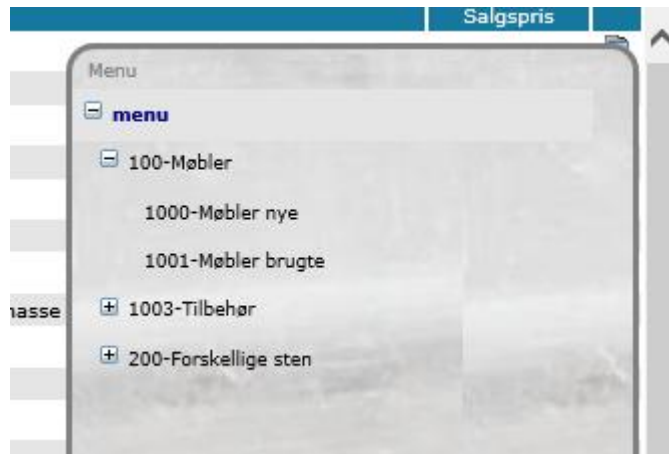 Salgspris
Menu
menu
100-Møbler
1000-Møbler nye
1001-Møbler brugte
1003-Tilbehør
200-Forskellige sten